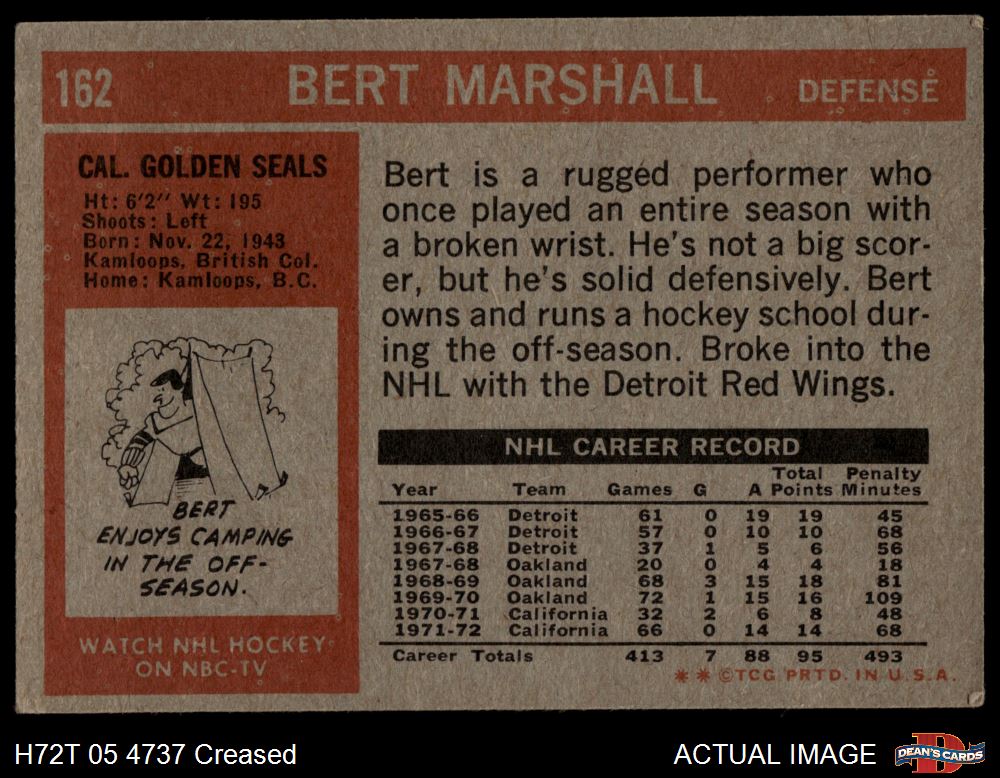 162 BERT MARSHALL DEFENSE
CAL. GOLDEN SEALS
Ht: 6'2" Wt: 195
Shoots: Left
Born: Nov. 22, 1943
Kamloops, British Col.
Home: Kamloops, B.C.
BERT
ENJOYS CAMPING
IN THE OFF-
SEASON.
WATCH NHL HOCKEY
ON NBC-TV
Bert is a rugged performer who
once played an entire season with
a broken wrist. He's not a big scor-
er, but he's solid defensively. Bert
owns and runs a hockey school dur-
ing the off-season. Broke into the
NHL with the Detroit Red Wings.
NHL CAREER RECORD
Total Penalty
Year Team Games G A Points Minutes
1965-66 Detroit 61 0 19 19 45
1966-67 Detroit 57 0 10 10 68
1967-68 Detroit 37 1 5 6 56
1967-68 Oakland 20 0 4 4 18
1968-69 Oakland 68 3 15 18 81
1969-70 Oakland 72 1 15 16 109
1970-71 California 32 2 6 8 48
1971-72 California 66 0 14 14 68
Career Totals 413 7 88 95 493
** ©TCG PRTD. IN U.S.A.
H72T 05 4737 Creased ACTUAL IMAGE
DEAN'S CARDS